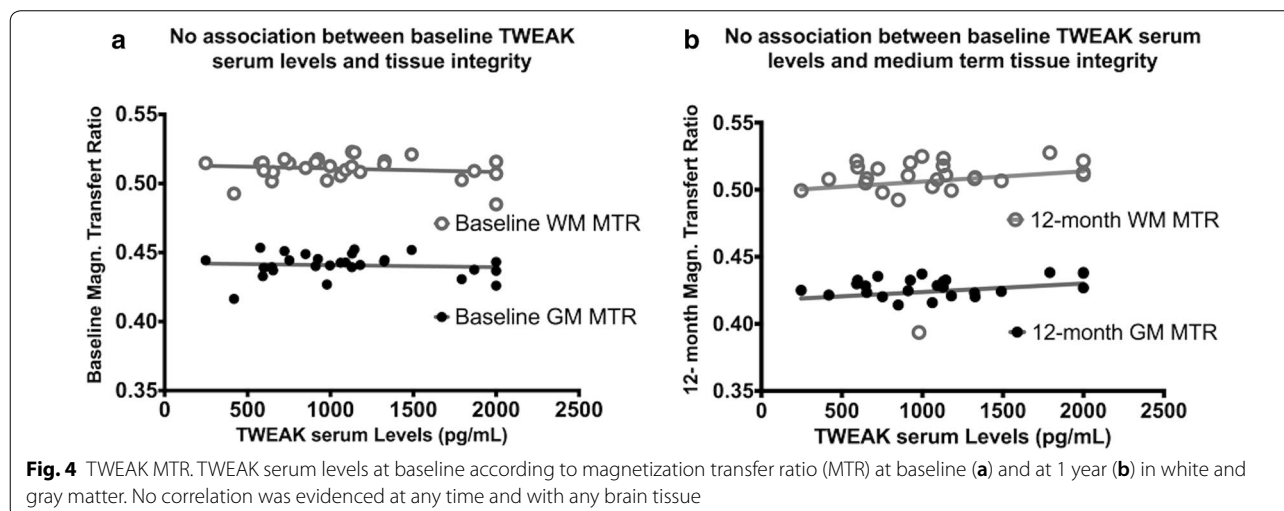 a
No association between baseline TWEAK
serum levels and tissue integrity
Baseline Magn. Transfert Ratio
0.55
0.50
0.45
0.40
0.35
Baseline WM MTR
Baseline GM MTR
0
500
1000
1500
2000
2500
TWEAK serum Levels (pg/mL)
b
No association between baseline TWEAK serum
levels and medium term tissue integrity
12- month Magn. Transfert Ratio
0.55
0.50
0.45
0.40
0.35
12-month WM MTR
12-month GM MTR
0
500
1000
1500
2000
2500
TWEAK serum Levels (pg/mL)
Fig. 4 TWEAK MTR. TWEAK serum levels at baseline according to magnetization transfer ratio (MTR) at baseline (a) and at 1 year (b) in white and
gray matter. No correlation was evidenced at any time and with any brain tissue